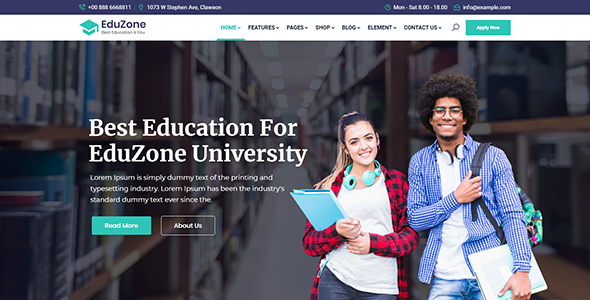 +00 888 6668811
1073 W Stephen Ave, Clawson
Mon - Sat 8.00 - 18.00
info@example.com
EduZone
Best Education 4 You
HOME
FEATURES
PAGES
SHOP
BLOG
ELEMENT
CONTACT US
Apply Now
Best Education For
EduZone University
Lorem Ipsum is simply dummy text of the printing and
typesetting industry. Lorem Ipsum has been the industry's
standard dummy text ever since the.
Read More
About Us